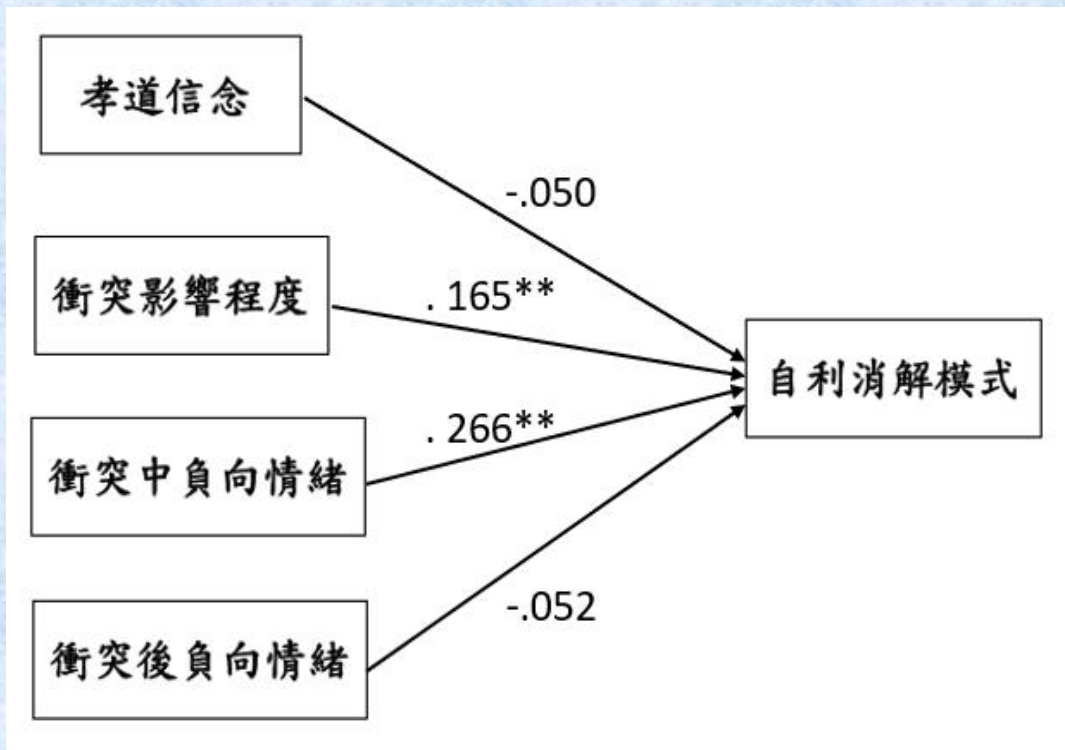 孝道信念
-.050
衝突影響程度
. 165**
自利消解模式
. 266**
衝突中負向情緒
-.052
衝突後負向情緒